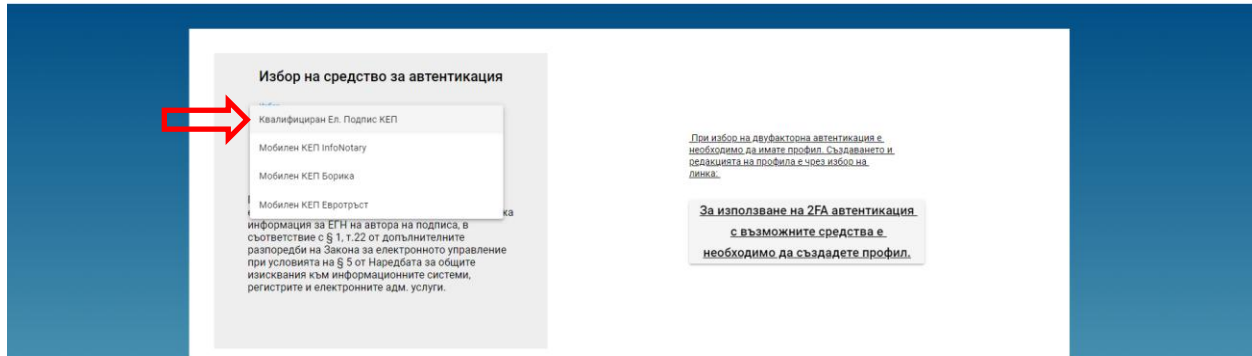 Избор на средство за автентикация
Квалифициран Ел. Подпис КЕП
Мобилен КЕП InfoNotary
Мобилен КЕП Борика
Мобилен КЕП Евротръст
информация за ЕГН на автора на подписа, в
съответствие с § 1, т.22 от допълнителните
разпоредби на Закона за електронното управление
при условията на § 5 от Наредбата за общите
изисквания към информационните системи,
регистрите и електронните адм. услуги.
При избор на двуфакторна автентикация е
необходимо да имате профил. Създаването и
редакцията на профила е чрез избор на
линка:
За използване на 2FA автентикация
с възможните средства е
необходимо да създадете профил.